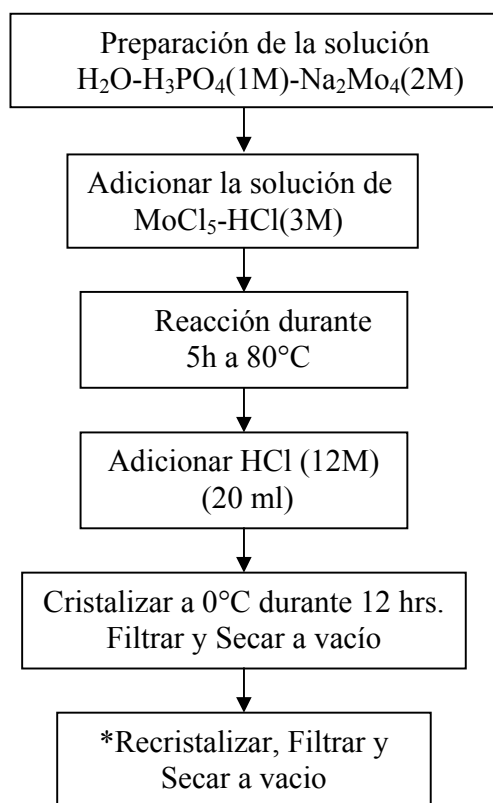 Preparación de la solución
H₂O-H₃PO₄(1M)-Na₂Mo₄(2M)
Adicionar la solución de
MoCl₅-HCl(3M)
Reacción durante
5h a 80°C
Adicionar HCl (12M)
(20 ml)
Cristalizar a 0°C durante 12 hrs.
Filtrar y Secar a vacío
*Recristalizar, Filtrar y
Secar a vacio